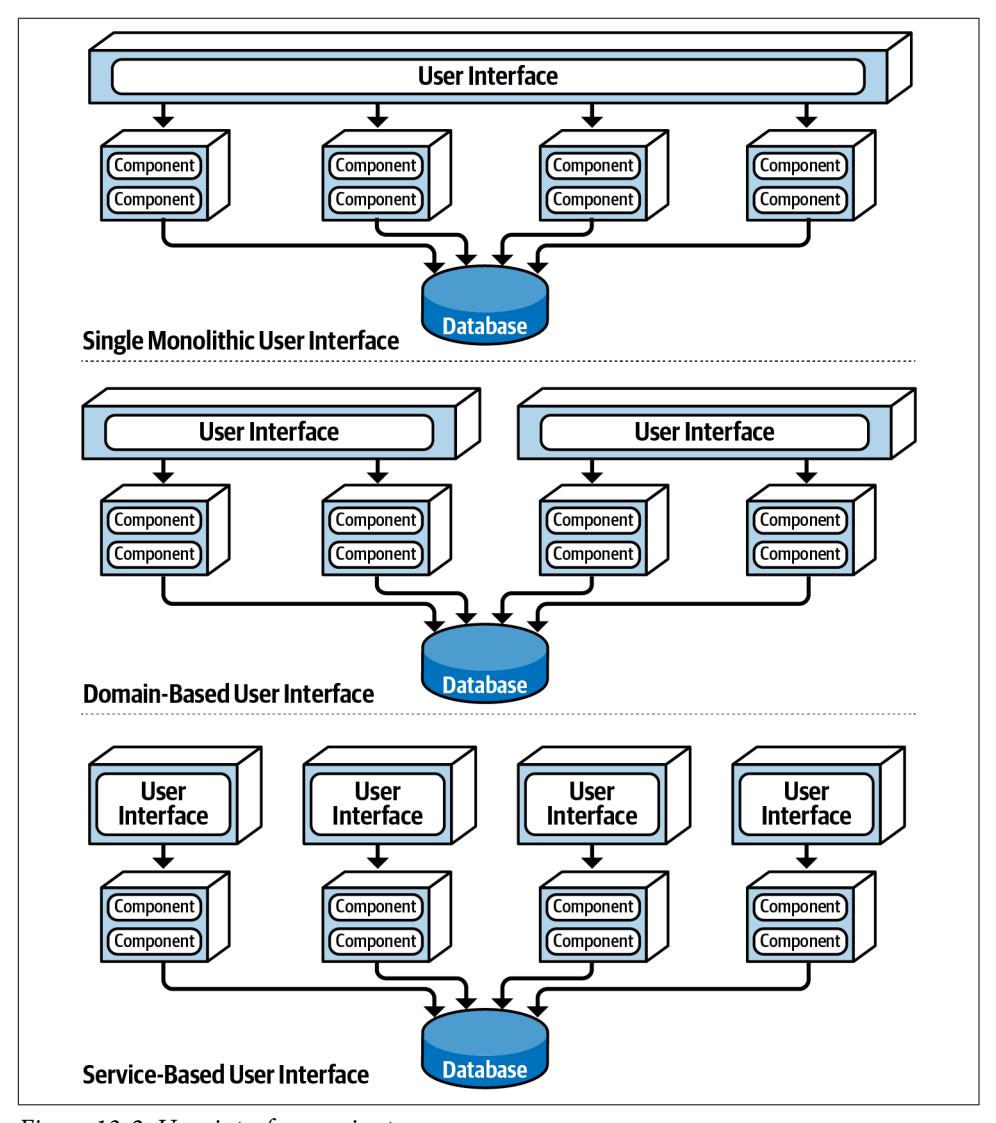 User Interface
Component
Component
Component
Component
Component
Component
Component
Component
Database
Single Monolithic User Interface
User Interface
User Interface
Component
Component
Component
Component
Component
Component
Component
Component
Database
Domain-Based User Interface
User
Interface
User
Interface
User
Interface
User
Interface
Component
Component
Component
Component
Component
Component
Component
Component
Database
Service-Based User Interface